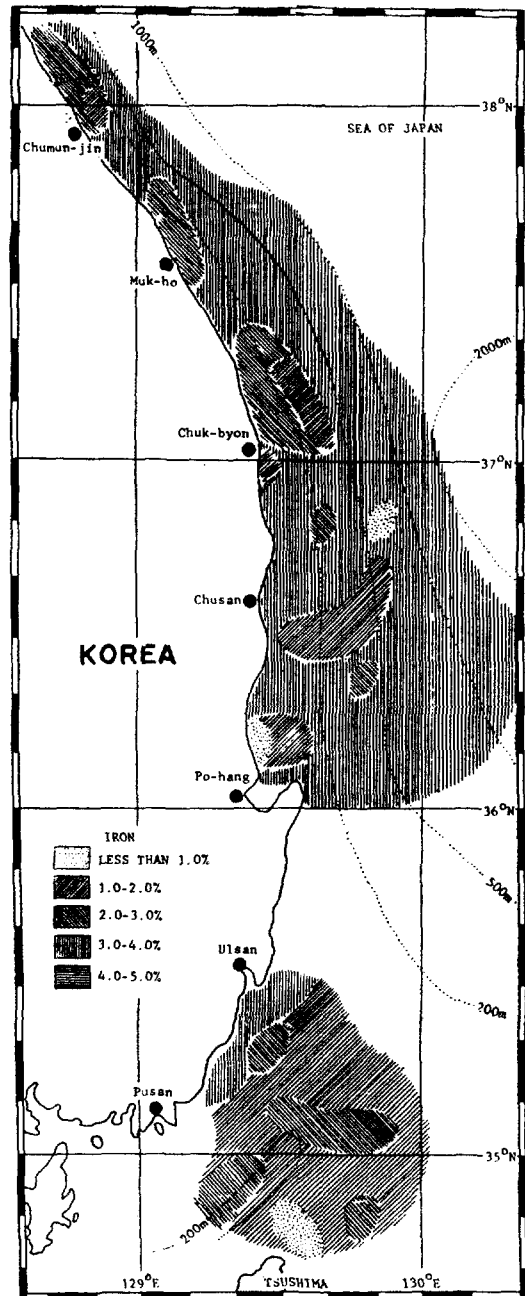 1000m
38°N
SEA OF JAPAN
Chumun-jin
Muk-ho
2000m
Chuk-byon
37°N
Chusan
KOREA
Po-hang
36°N
IRON
LESS THAN 1.0%
1.0-2.0%
2.0-3.0%
3.0-4.0%
4.0-5.0%
500m
Ulsan
200m
Pusan
35°N
200m
129°E
TSUSHIMA
130°E